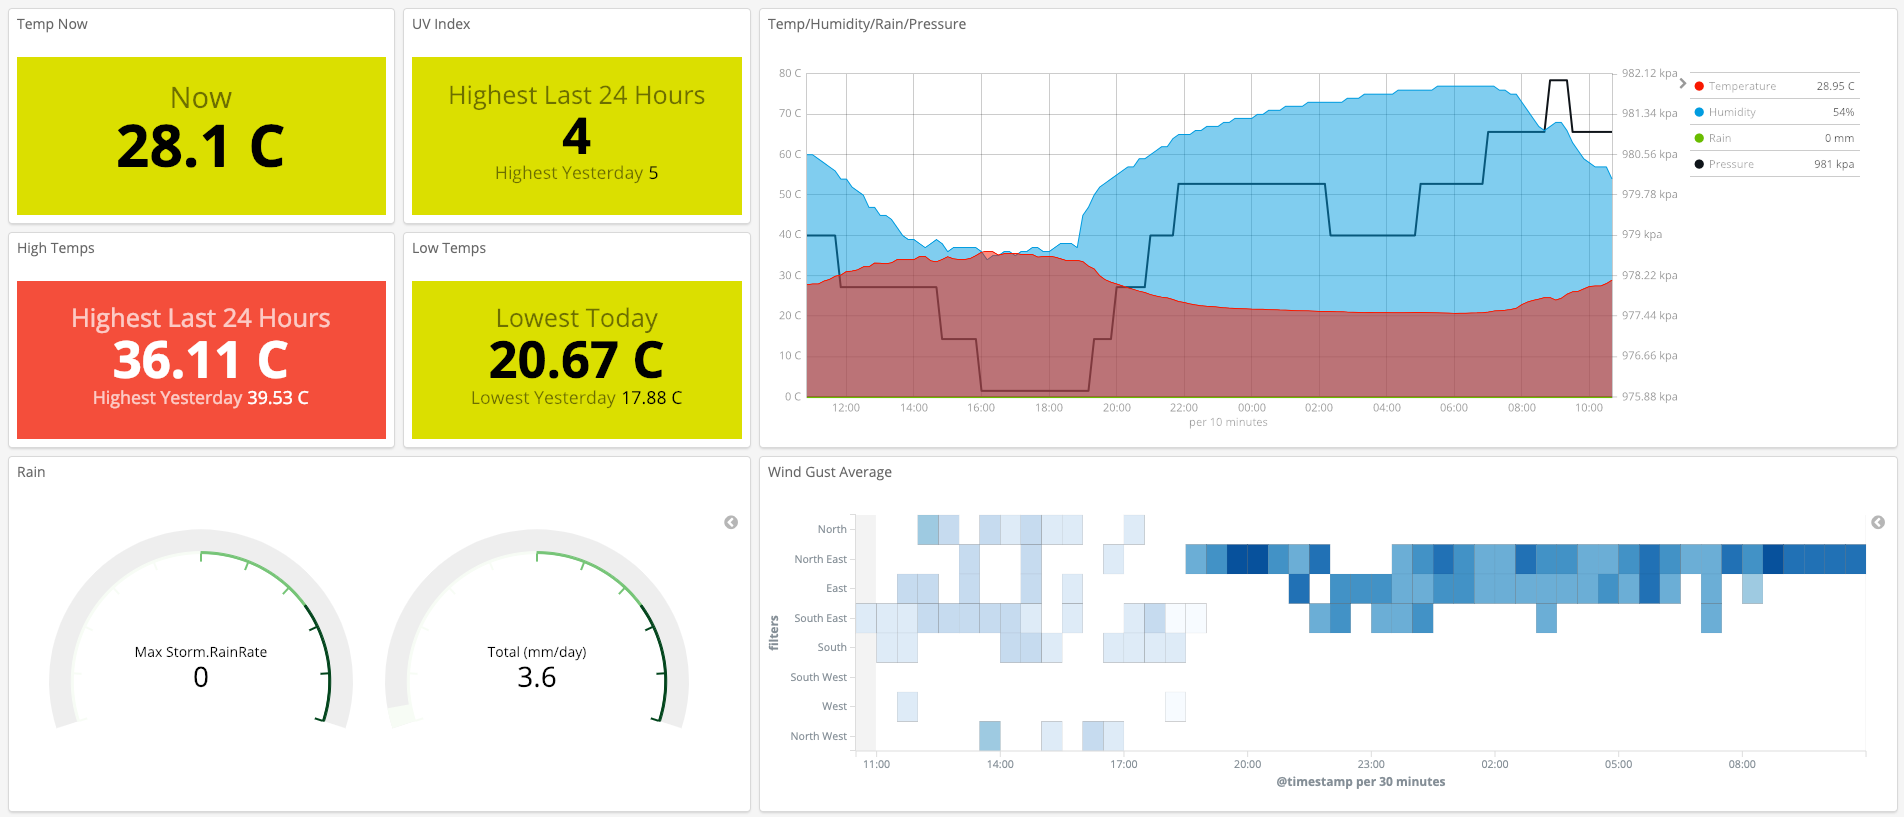 Temp Now
Now
28.1 C
UV Index
Highest Last 24 Hours
4
Highest Yesterday 5
High Temps
Highest Last 24 Hours
36.11 C
Highest Yesterday 39.53 C
Low Temps
Lowest Today
20.67 C
Lowest Yesterday 17.88 C
Temp/Humidity/Rain/Pressure
80 C
70 C
60 C
50 C
40 C
30 C
20 C
10 C
0 C
982.12 kpa
981.34 kpa
980.56 kpa
979.78 kpa
979 kpa
978.22 kpa
977.44 kpa
976.66 kpa
975.88 kpa
12:00 14:00 16:00 18:00 20:00 22:00 00:00 02:00 04:00 06:00 08:00 10:00
per 10 minutes
Temperature 28.95 C
Humidity 54%
Rain 0 mm
Pressure 981 kpa
Rain
Max Storm.RainRate
0
Total (mm/day)
3.6
Wind Gust Average
filters
North
North East
East
South East
South
South West
West
North West
11:00 14:00 17:00 20:00 23:00 02:00 05:00 08:00
@timestamp per 30 minutes